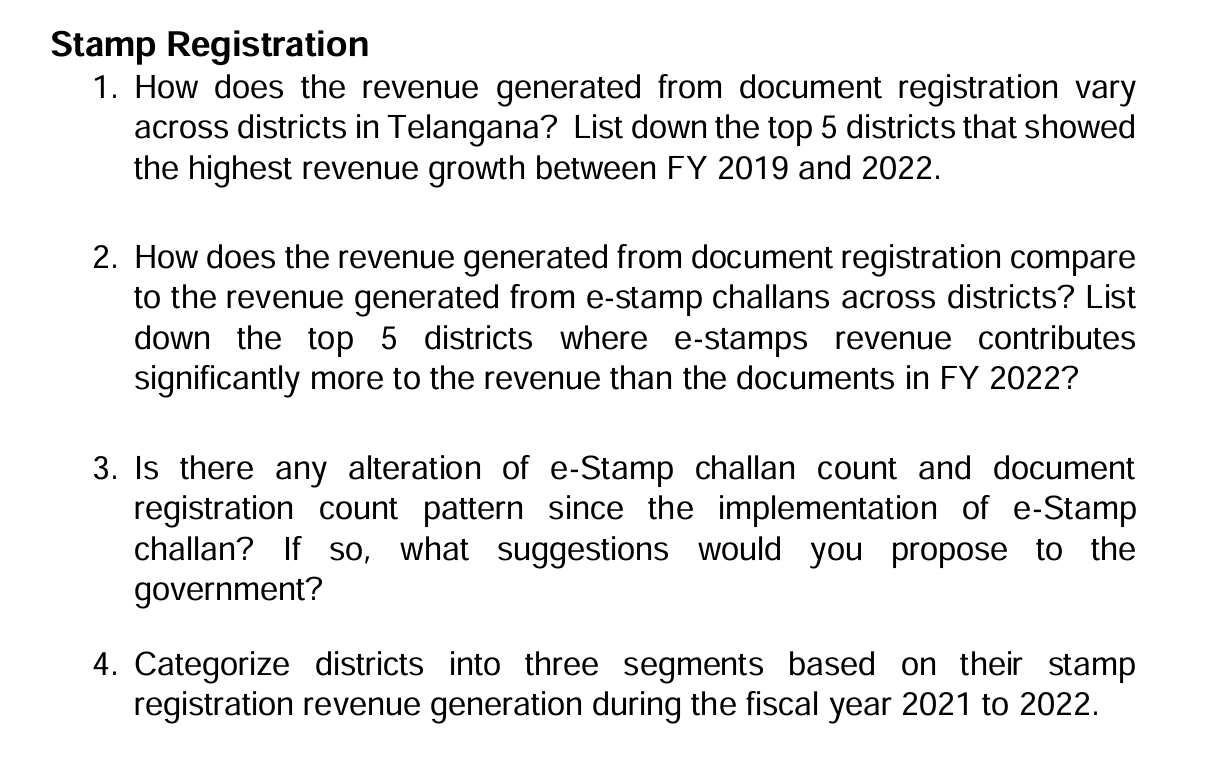 Stamp Registration
1. How does the revenue generated from document registration vary
across districts in Telangana? List down the top 5 districts that showed
the highest revenue growth between FY 2019 and 2022.
2. How does the revenue generated from document registration compare
to the revenue generated from e-stamp challans across districts? List
down the top 5 districts where e-stamps revenue contributes
significantly more to the revenue than the documents in FY 2022?
3. Is there any alteration of e-Stamp challan count and document
registration count pattern since the implementation of e-Stamp
challan? If so, what suggestions would you propose to the
government?
4. Categorize districts into three segments based on their stamp
registration revenue generation during the fiscal year 2021 to 2022.